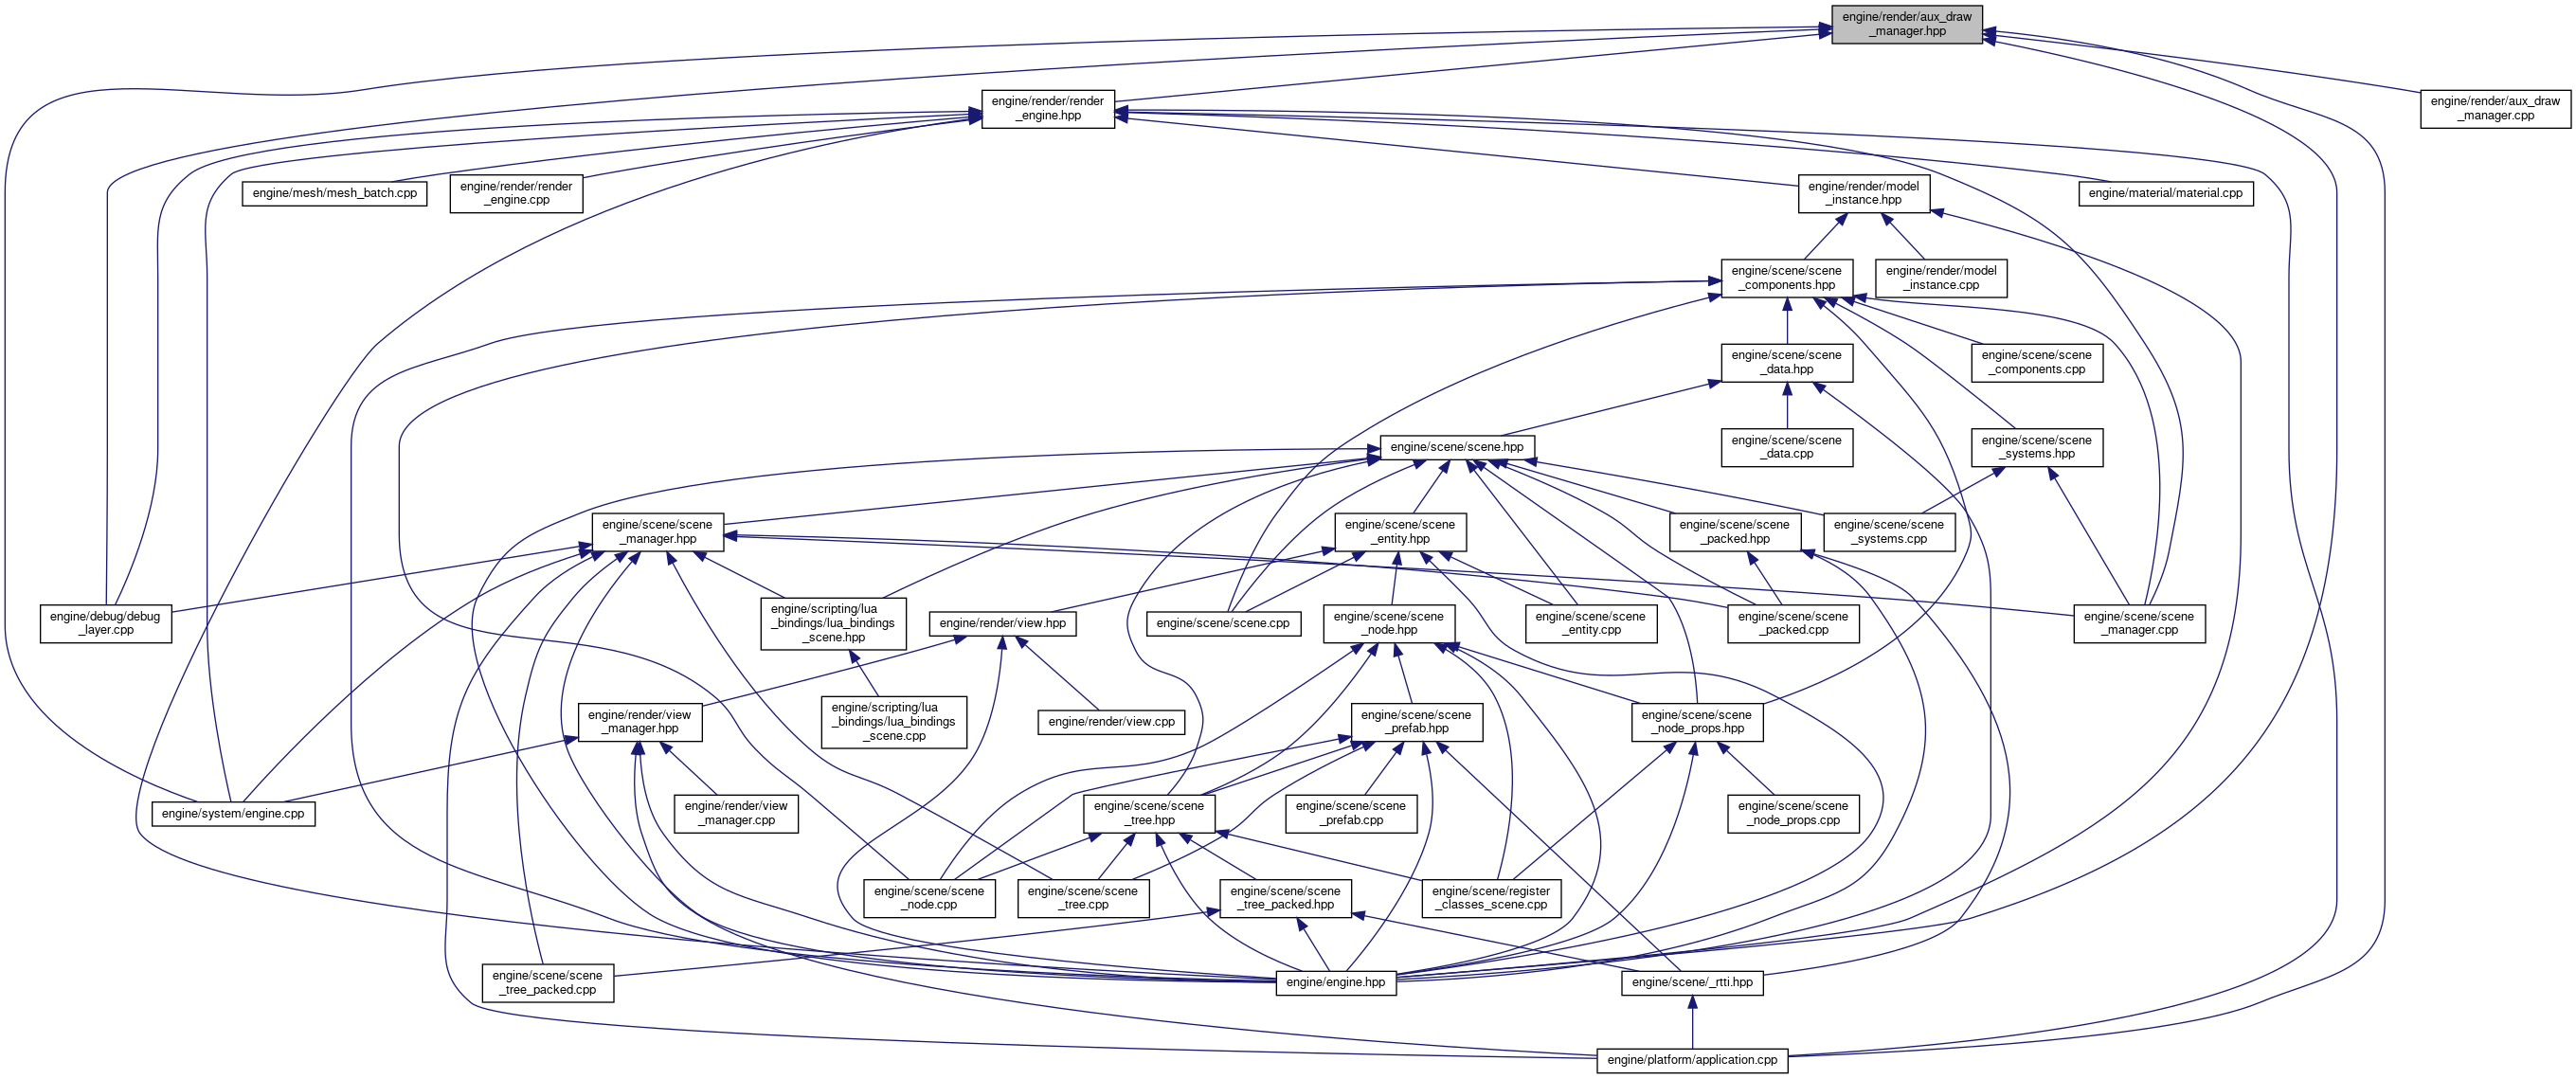 engine/render/aux_draw
_manager.hpp
engine/render/render
_engine.hpp
engine/render/aux_draw
_manager.cpp
engine/mesh/mesh_batch.cpp
engine/render/render
_engine.cpp
engine/render/model
_instance.hpp
engine/material/material.cpp
engine/scene/scene
_components.hpp
engine/render/model
_instance.cpp
engine/scene/scene
_data.hpp
engine/scene/scene
_components.cpp
engine/scene/scene.hpp
engine/scene/scene
_data.cpp
engine/scene/scene
_systems.hpp
engine/scene/scene
_manager.hpp
engine/scene/scene
_entity.hpp
engine/scene/scene
_packed.hpp
engine/scene/scene
_systems.cpp
engine/debug/debug
_layer.cpp
engine/scripting/lua
_bindings/lua_bindings
_scene.hpp
engine/render/view.hpp
engine/scene/scene.cpp
engine/scene/scene
_node.hpp
engine/scene/scene
_entity.cpp
engine/scene/scene
_packed.cpp
engine/scene/scene
_manager.cpp
engine/render/view
_manager.hpp
engine/scripting/lua
_bindings/lua_bindings
_scene.cpp
engine/render/view.cpp
engine/scene/scene
_prefab.hpp
engine/scene/scene
_node_props.hpp
engine/system/engine.cpp
engine/render/view
_manager.cpp
engine/scene/scene
_tree.hpp
engine/scene/scene
_prefab.cpp
engine/scene/scene
_node_props.cpp
engine/scene/scene
_node.cpp
engine/scene/scene
_tree.cpp
engine/scene/scene
_tree_packed.hpp
engine/scene/register
_classes_scene.cpp
engine/scene/scene
_tree_packed.cpp
engine/engine.hpp
engine/scene/_rtti.hpp
engine/platform/application.cpp